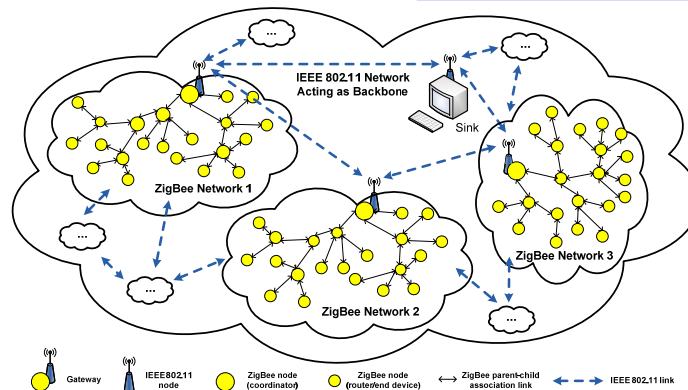 ...
...
IEEE 802.11 Network
Acting as Backbone
Sink
ZigBee Network 1
ZigBee Network 3
...
...
ZigBee Network 2
...
Gateway
IEEE802.11
node
ZigBee node
(coordinator)
ZigBee node
(router/end device)
ZigBee parent-child
association link
IEEE 802.11 link